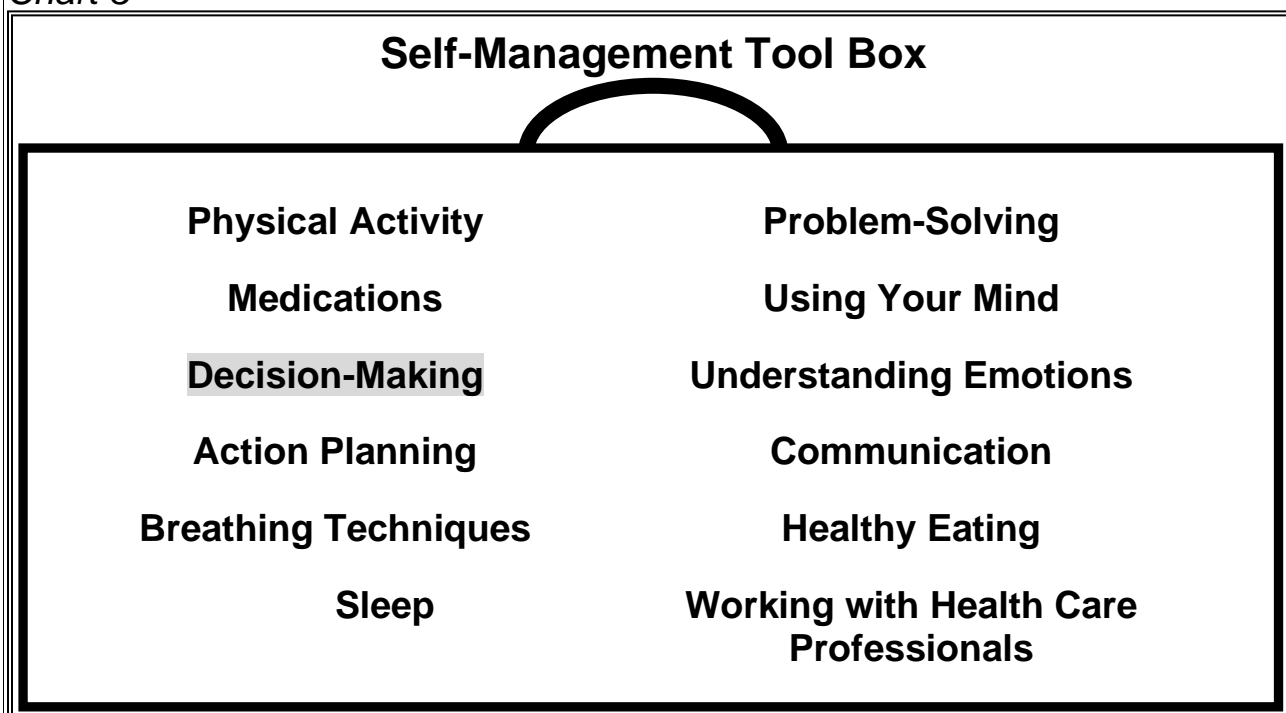 Self-Management Tool Box
Physical Activity
Problem-Solving
Medications
Using Your Mind
Decision-Making
Understanding Emotions
Action Planning
Communication
Breathing Techniques
Healthy Eating
Sleep
Working with Health Care
Professionals